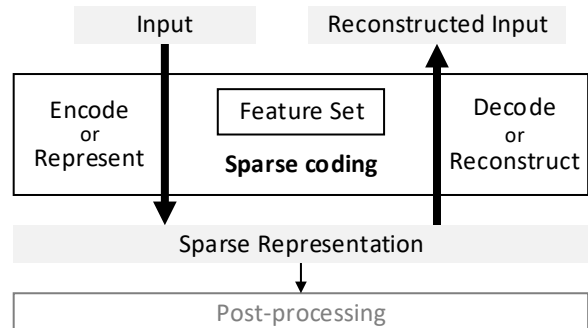 Input
Reconstructed Input
Encode
or
Represent
Feature Set
Sparse coding
Decode
or
Reconstruct
Sparse Representation
Post-processing